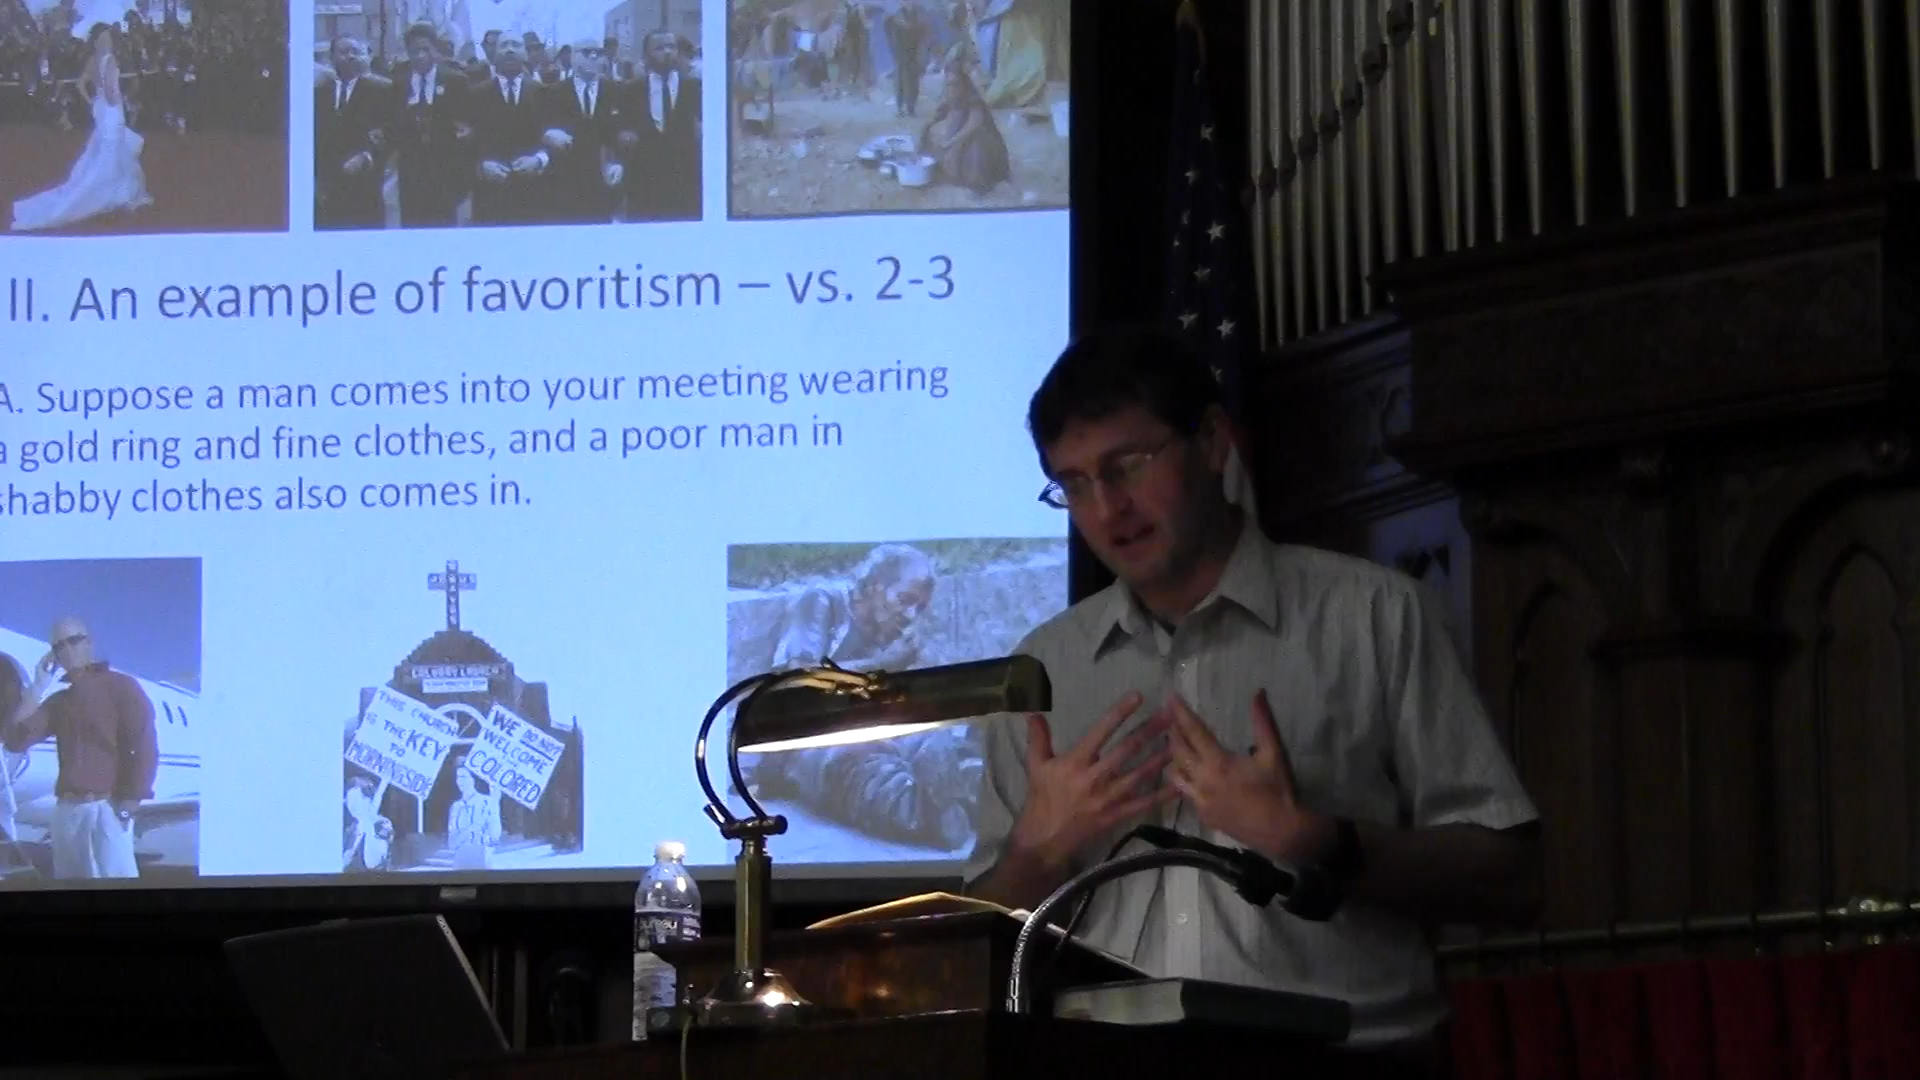 II. An example of favoritism – vs. 2-3
A. Suppose a man comes into your meeting wearing
a gold ring and fine clothes, and a poor man in
shabby clothes also comes in.
JESUS
SAVES
THIS CHURCH
IS THE KEY
TO
MORNINGSIDE
WE DO NOT
WELCOME
COLORED